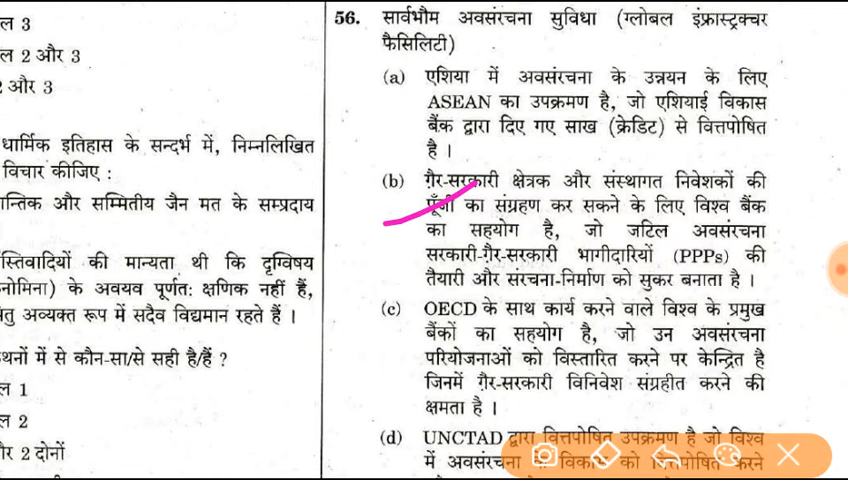 ल 3
ल 2 और 3
2 और 3
धार्मिक इतिहास के सन्दर्भ में, निम्नलिखित
विचार कीजिए :
न्तिक और सम्मितीय जैन मत के सम्प्रदाय
स्तिवादियों की मान्यता थी कि दृग्विषय
नोमिना) के अवयव पूर्णत: क्षणिक नहीं हैं,
तु अव्यक्त रूप में सदैव विद्यमान रहते हैं ।
थनों में से कौन-सा/से सही है/हैं ?
ल 1
ल 2
र 2 दोनों
56. सार्वभौम अवसंरचना सुविधा (ग्लोबल इंफ्रास्ट्रक्चर
फैसिलिटी)
(a) एशिया में अवसंरचना के उन्नयन के लिए
ASEAN का उपक्रमण है, जो एशियाई विकास
बैंक द्वारा दिए गए साख (क्रेडिट) से वित्तपोषित
है ।
(b) ग़ैर-सरकारी क्षेत्रक और संस्थागत निवेशकों की
पूँजी का संग्रहण कर सकने के लिए विश्व बैंक
का सहयोग है, जो जटिल अवसंरचना
सरकारी-ग़ैर-सरकारी भागीदारियों (PPPs) की
तैयारी और संरचना-निर्माण को सुकर बनाता है ।
(c) OECD के साथ कार्य करने वाले विश्व के प्रमुख
बैंकों का सहयोग है, जो उन अवसंरचना
परियोजनाओं को विस्तारित करने पर केन्द्रित है
जिनमें ग़ैर-सरकारी विनिवेश संग्रहीत करने की
क्षमता है ।
(d) UNCTAD द्वारा वित्तपोषित उपक्रमण है जो विश्व
में अवसंरचना के विकास को वित्तपोषित करने